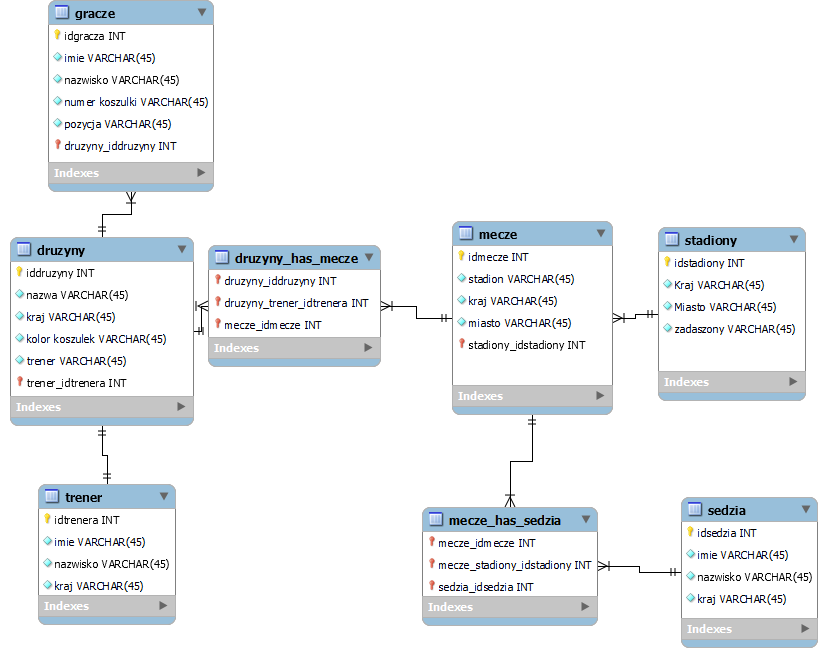 gracze
idgracza INT
imie VARCHAR(45)
nazwisko VARCHAR(45)
numer koszulki VARCHAR(45)
pozycja VARCHAR(45)
druzyny_iddruzyny INT
Indexes
druzyny
iddruzyny INT
nazwa VARCHAR(45)
kraj VARCHAR(45)
kolor koszulek VARCHAR(45)
trener VARCHAR(45)
trener_idtrenera INT
Indexes
druzyny_has_mecze
druzyny_iddruzyny INT
druzyny_trener_idtrenera INT
mecze_idmecze INT
Indexes
mecze
idmecze INT
stadion VARCHAR(45)
kraj VARCHAR(45)
miasto VARCHAR(45)
stadiony_idstadiony INT
Indexes
stadiony
idstadiony INT
Kraj VARCHAR(45)
Miasto VARCHAR(45)
zadaszony VARCHAR(45)
Indexes
trener
idtrenera INT
imie VARCHAR(45)
nazwisko VARCHAR(45)
kraj VARCHAR(45)
Indexes
mecze_has_sedzia
mecze_idmecze INT
mecze_stadiony_idstadiony INT
sedzia_idsedzia INT
Indexes
sedzia
idsedzia INT
imie VARCHAR(45)
nazwisko VARCHAR(45)
kraj VARCHAR(45)
Indexes